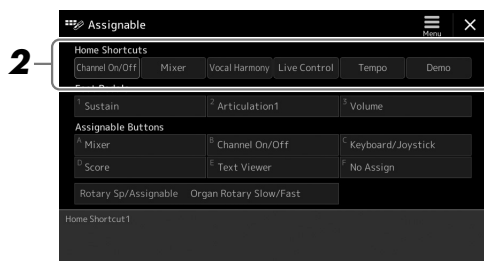 Assignable
Menu
2
Home Shortcuts
Channel On/Off Mixer Vocal Harmony Live Control Tempo Demo
Foot Pedals
1 Sustain 2 Articulation1 3 Volume
Assignable Buttons
A Mixer B Channel On/Off C Keyboard/Joystick
D Score E Text Viewer F No Assign
Rotary Sp/Assignable Organ Rotary Slow/Fast
Home Shortcut1